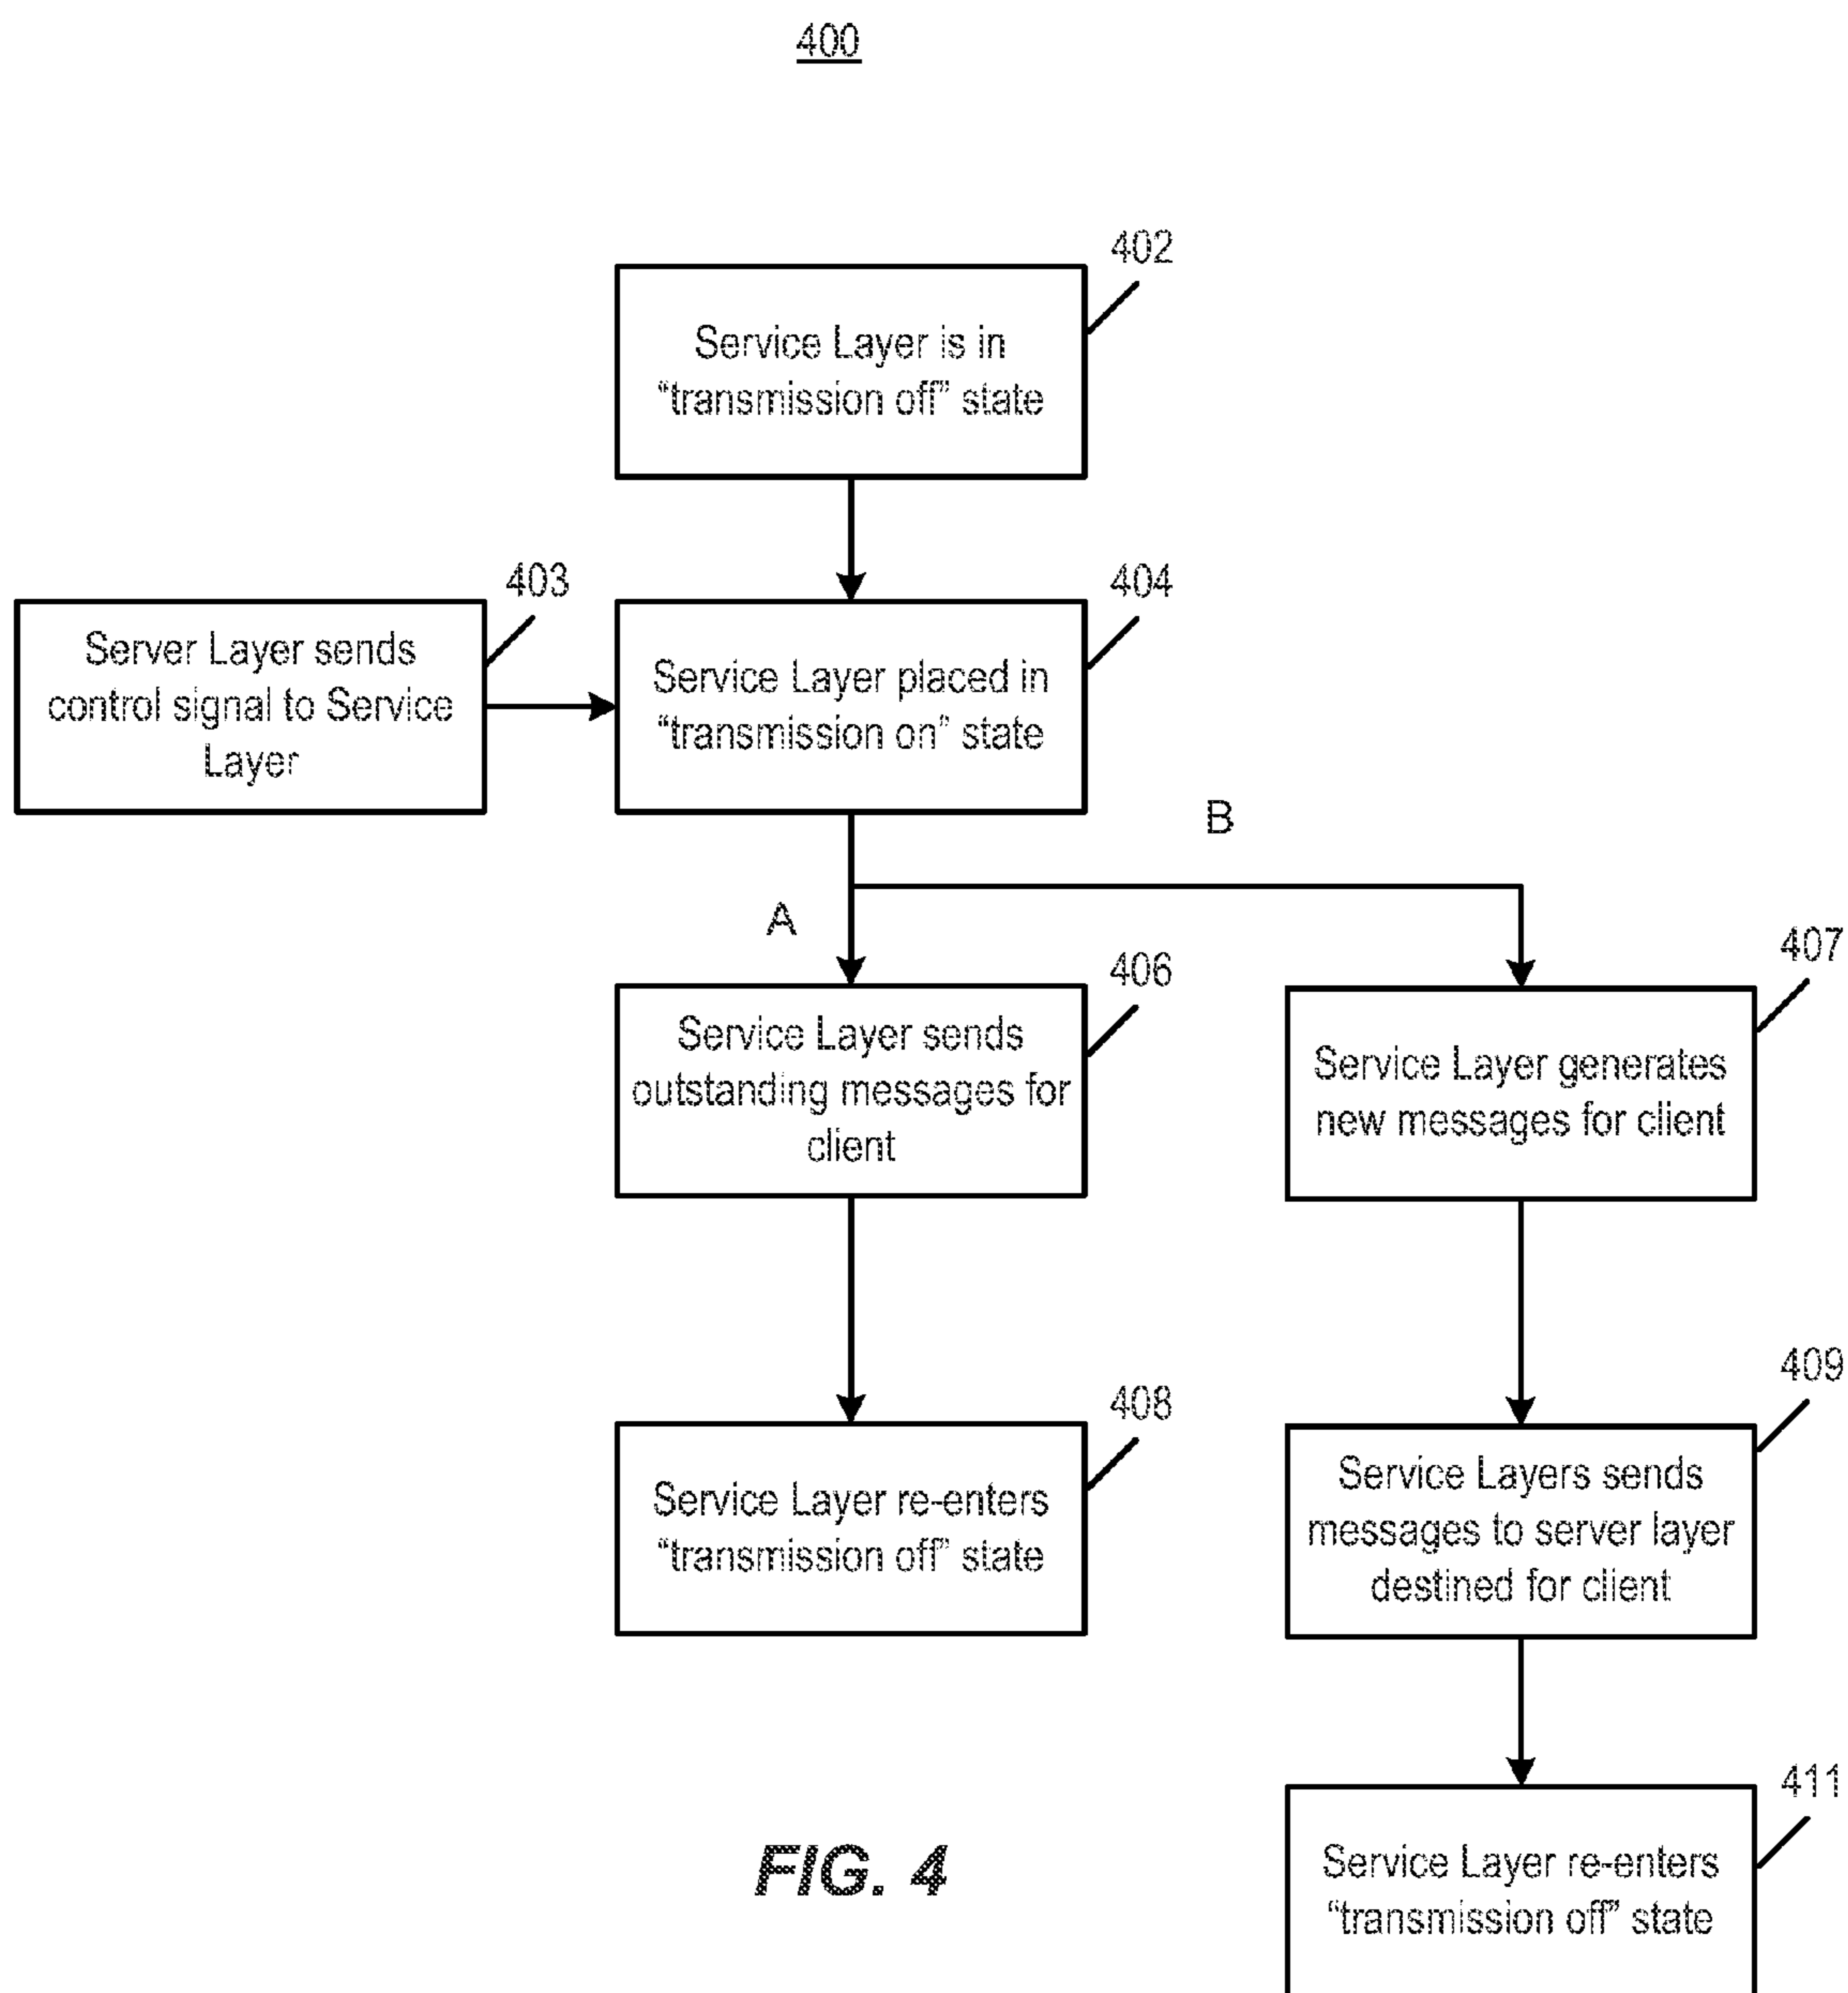 400
402
Service Layer is in
“transmission off” state
403
Server Layer sends
control signal to Service
Layer
404
Service Layer placed in
“transmission on” state
B
A
406
Service Layer sends
outstanding messages for
client
407
Service Layer generates
new messages for client
408
Service Layer re-enters
“transmission off” state
409
Service Layers sends
messages to server layer
destined for client
411
Service Layer re-enters
“transmission off” state
FIG. 4